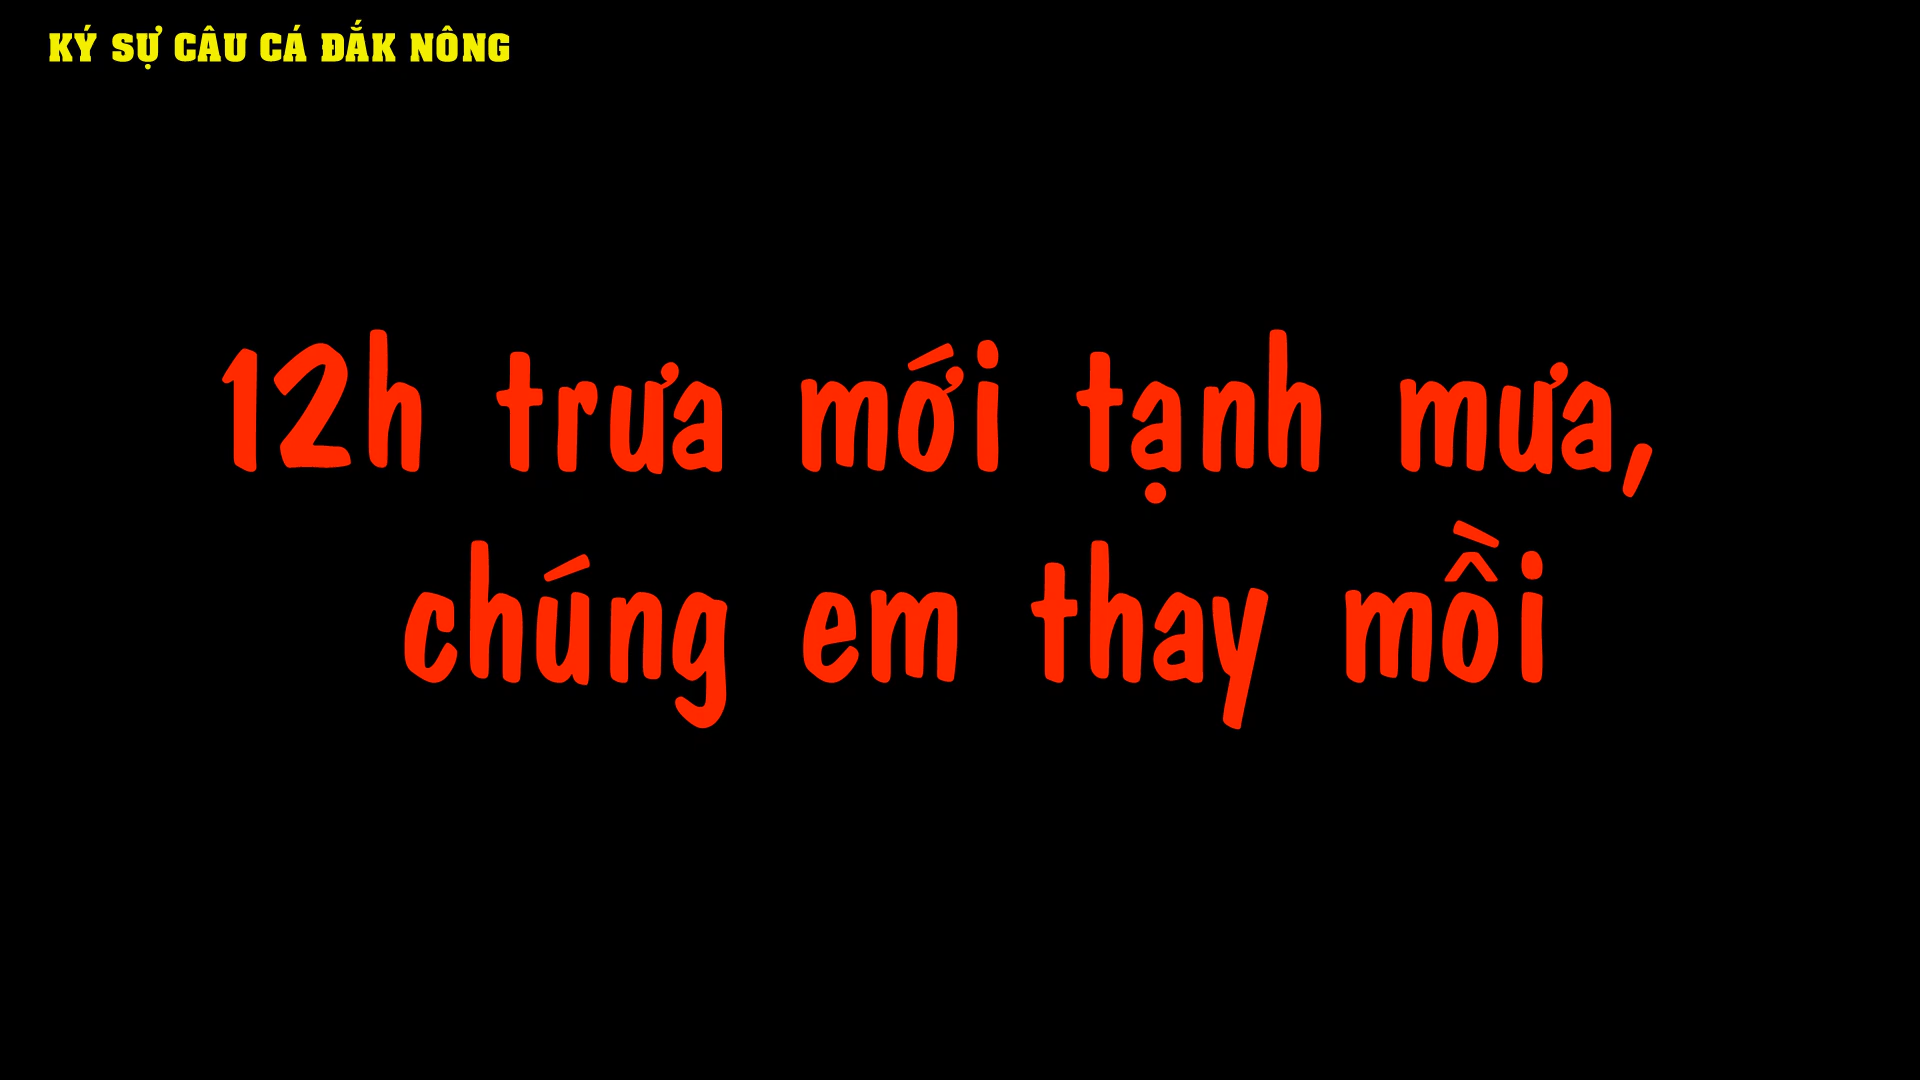 KÝ SỰ CÂU CÁ ĐẮK NÔNG
12h trưa mới tạnh mưa,
chúng em thay mồi